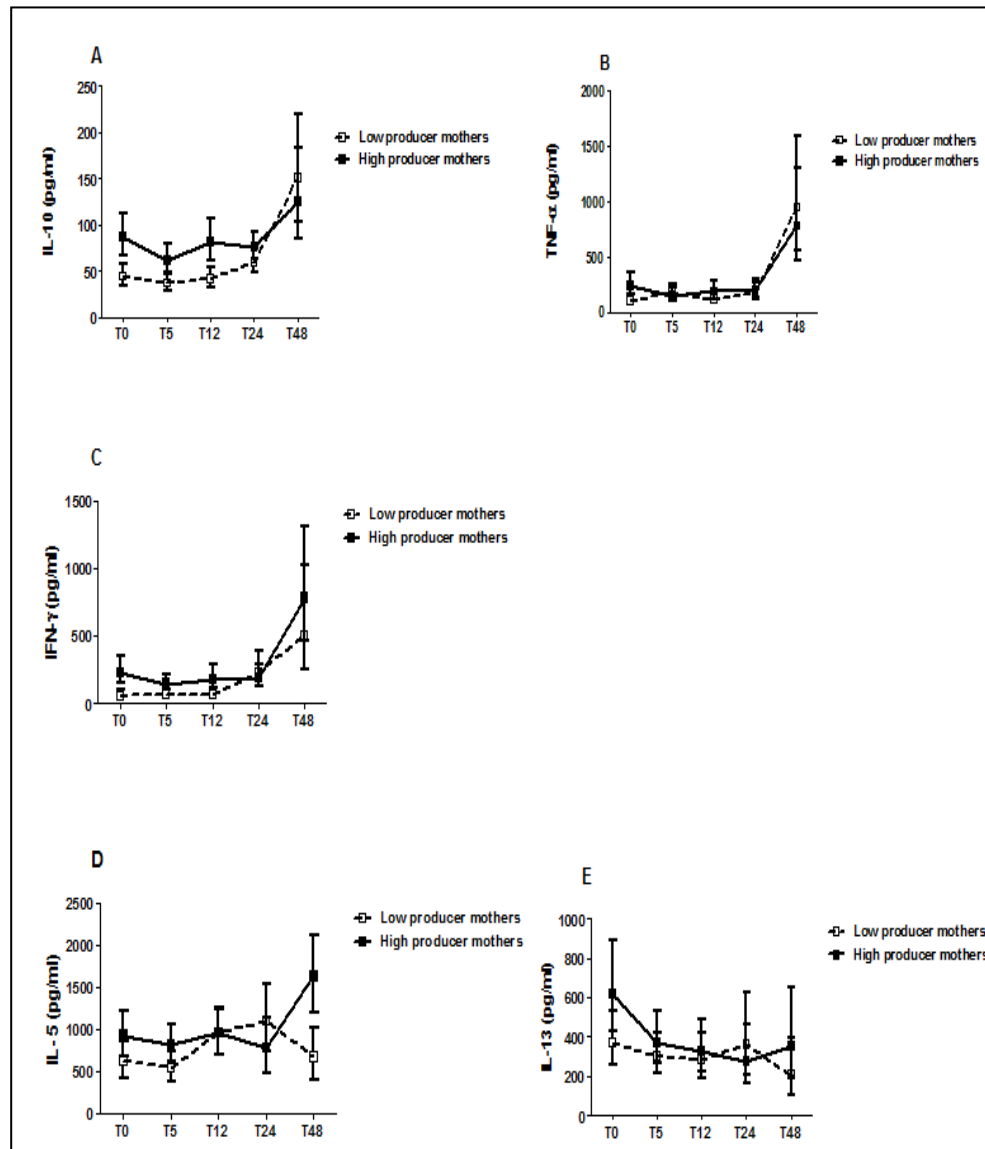 A
IL-10 (pg/ml)
250
200
150
100
50
0
T0 T5 T12 T24 T48
Low producer mothers
High producer mothers
B
TNF-α (pg/ml)
2000
1500
1000
500
0
T0 T5 T12 T24 T48
Low producer mothers
High producer mothers
C
IFN-γ (pg/ml)
1500
1000
500
0
T0 T5 T12 T24 T48
Low producer mothers
High producer mothers
D
IL- 5 (pg/ml)
2500
2000
1500
1000
500
0
T0 T5 T12 T24 T48
Low producer mothers
High producer mothers
E
IL-13 (pg/ml)
1000
800
600
400
200
0
T0 T5 T12 T24 T48
Low producer mothers
High producer mothers